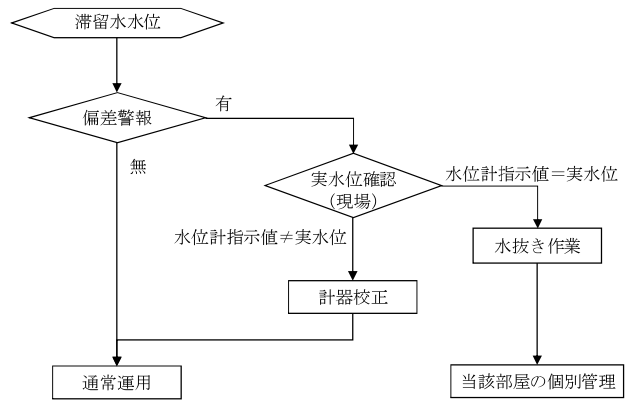 滞留水水位
偏差警報
有
無
実水位確認
（現場）
水位計指示値＝実水位
水位計指示値≠実水位
水抜き作業
計器校正
通常運用
当該部屋の個別管理